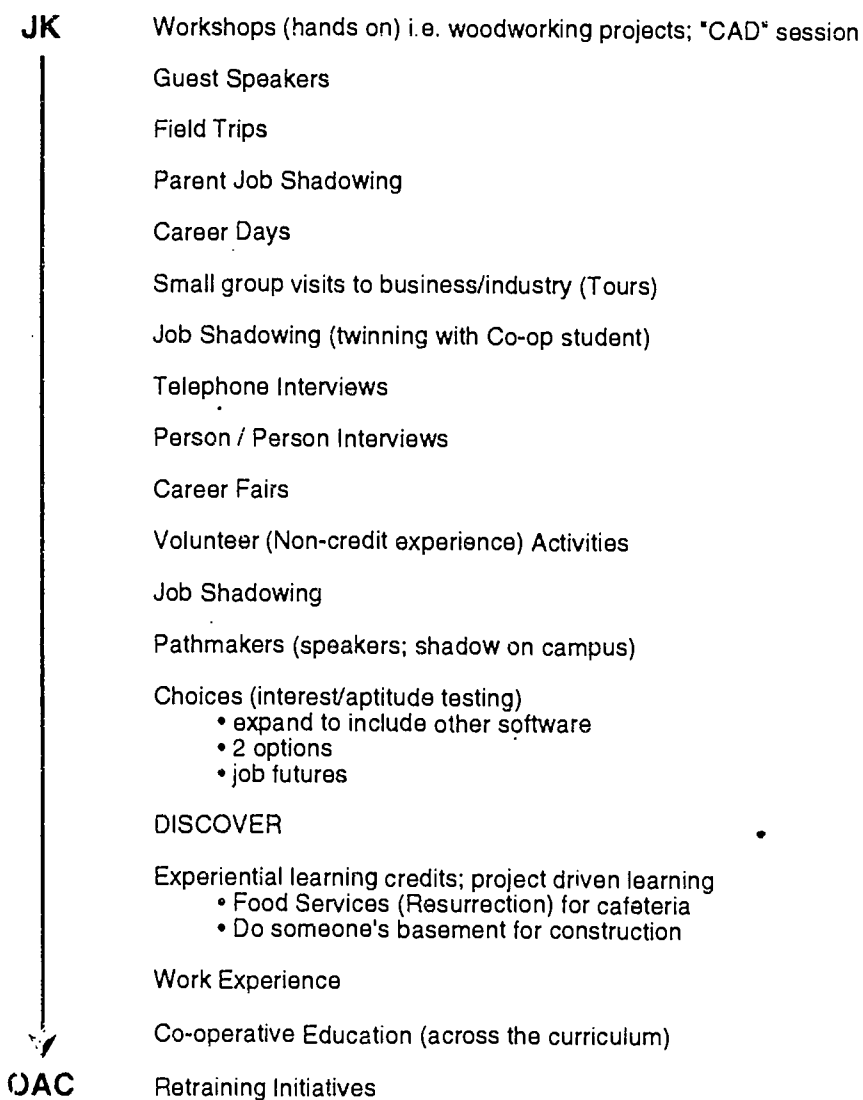 JK Workshops (hands on) i.e. woodworking projects; "CAD" session
Guest Speakers
Field Trips
Parent Job Shadowing
Career Days
Small group visits to business/industry (Tours)
Job Shadowing (twinning with Co-op student)
Telephone Interviews
Person / Person Interviews
Career Fairs
Volunteer (Non-credit experience) Activities
Job Shadowing
Pathmakers (speakers; shadow on campus)
Choices (interest/aptitude testing)
• expand to include other software
• 2 options
• job futures
DISCOVER
Experiential learning credits; project driven learning
• Food Services (Resurrection) for cafeteria
• Do someone's basement for construction
Work Experience
Co-operative Education (across the curriculum)
OAC Retraining Initiatives